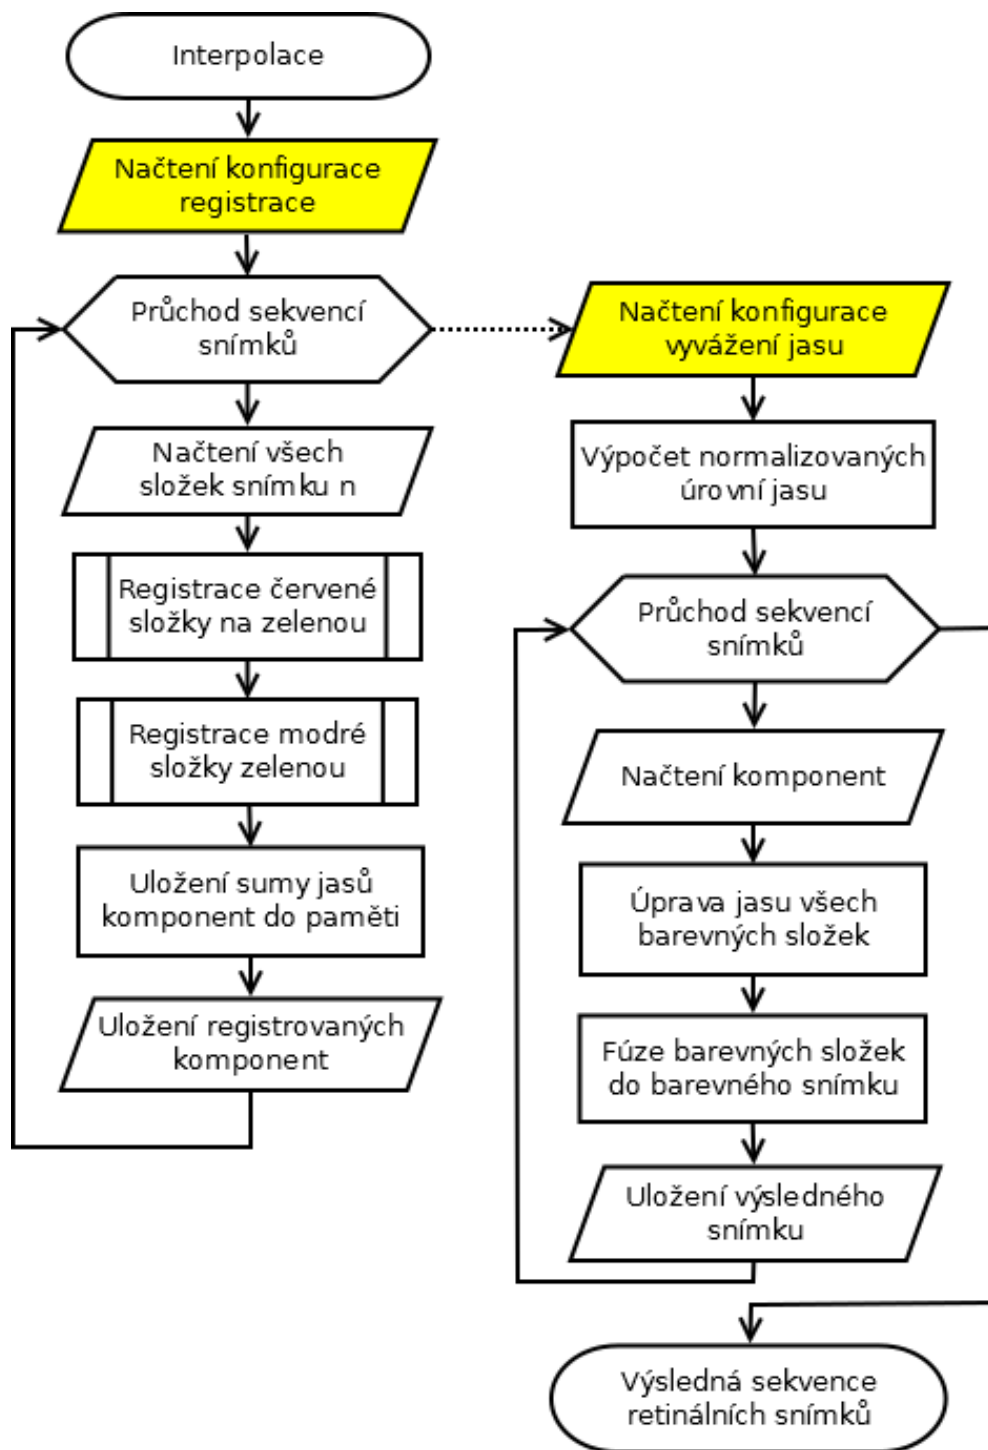 Interpolace
Načtení konfigurace
registrace
Průchod sekvencí
snímků
Načtení všech
složek snímku n
Registrace červené
složky na zelenou
Registrace modré
složky zelenou
Uložení sumy jasů
komponent do paměti
Uložení registrovaných
komponent
Načtení konfigurace
vyvážení jasu
Výpočet normalizovaných
úrovní jasu
Průchod sekvencí
snímků
Načtení komponent
Úprava jasu všech
barevných složek
Fúze barevných složek
do barevného snímku
Uložení výsledného
snímku
Výsledná sekvence
retinálních snímků